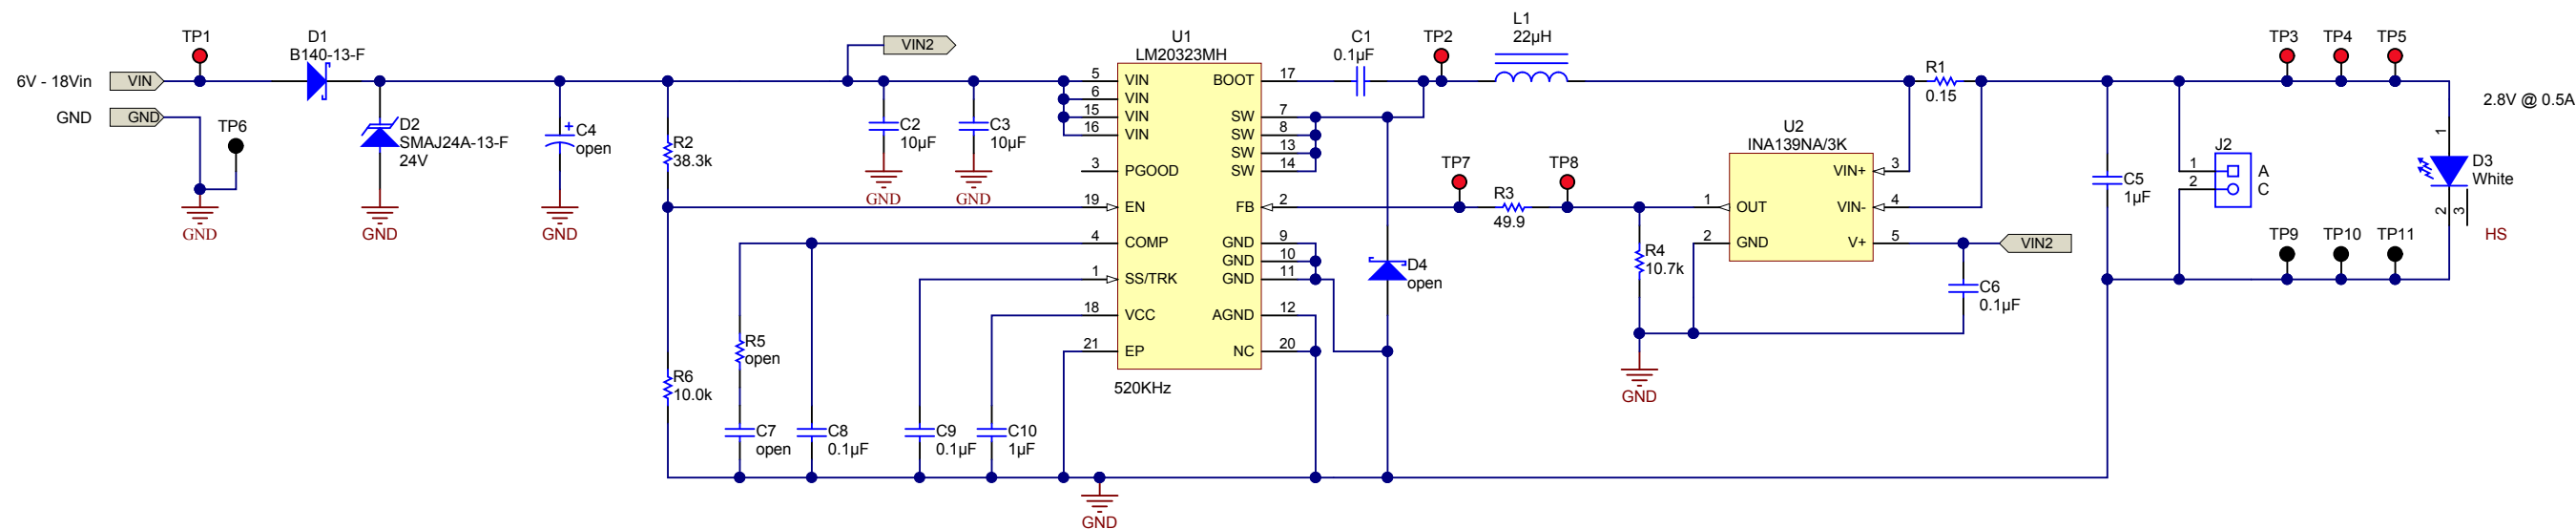 TP1
D1
B140-13-F
6V - 18Vin
VIN
GND
GND
TP6
GND
D2
SMAJ24A-13-F
24V
GND
C4
open
GND
R2
38.3k
VIN2
C2
10µF
GND
C3
10µF
GND
R5
open
R6
10.0k
C7
open
C8
0.1µF
C9
0.1µF
C10
1µF
GND
U1
LM20323MH
5 VIN BOOT 17
6 VIN
15 VIN SW 7
16 VIN SW 8
SW 13
3 PGOOD SW 14
19 EN FB 2
4 COMP GND 9
GND 10
1 SS/TRK GND 11
18 VCC AGND 12
21 EP NC 20
520KHz
C1
0.1µF
TP2
L1
22µH
D4
open
TP7
R3
49.9
TP8
R4
10.7k
GND
U2
INA139NA/3K
VIN+ 3
1 OUT VIN- 4
2 GND V+ 5
VIN2
C6
0.1µF
R1
0.15
C5
1µF
J2
1 A
2 C
TP3
TP4
TP5
TP9
TP10
TP11
2.8V @ 0.5A
1
D3
White
2
3
HS